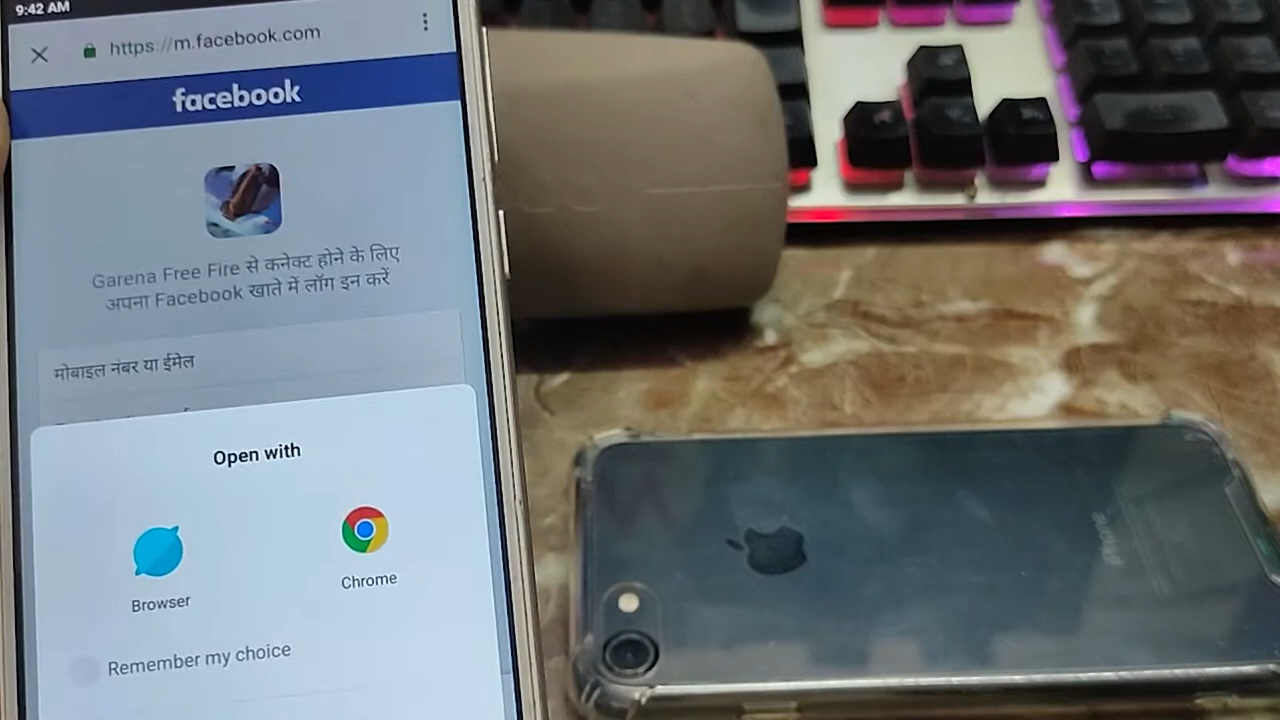 9:42 AM
https://m.facebook.com
facebook
Garena Free Fire से कनेक्ट होने के लिए
अपना Facebook खाते में लॉग इन करें
मोबाइल नंबर या ईमेल
Open with
Browser
Chrome
Remember my choice